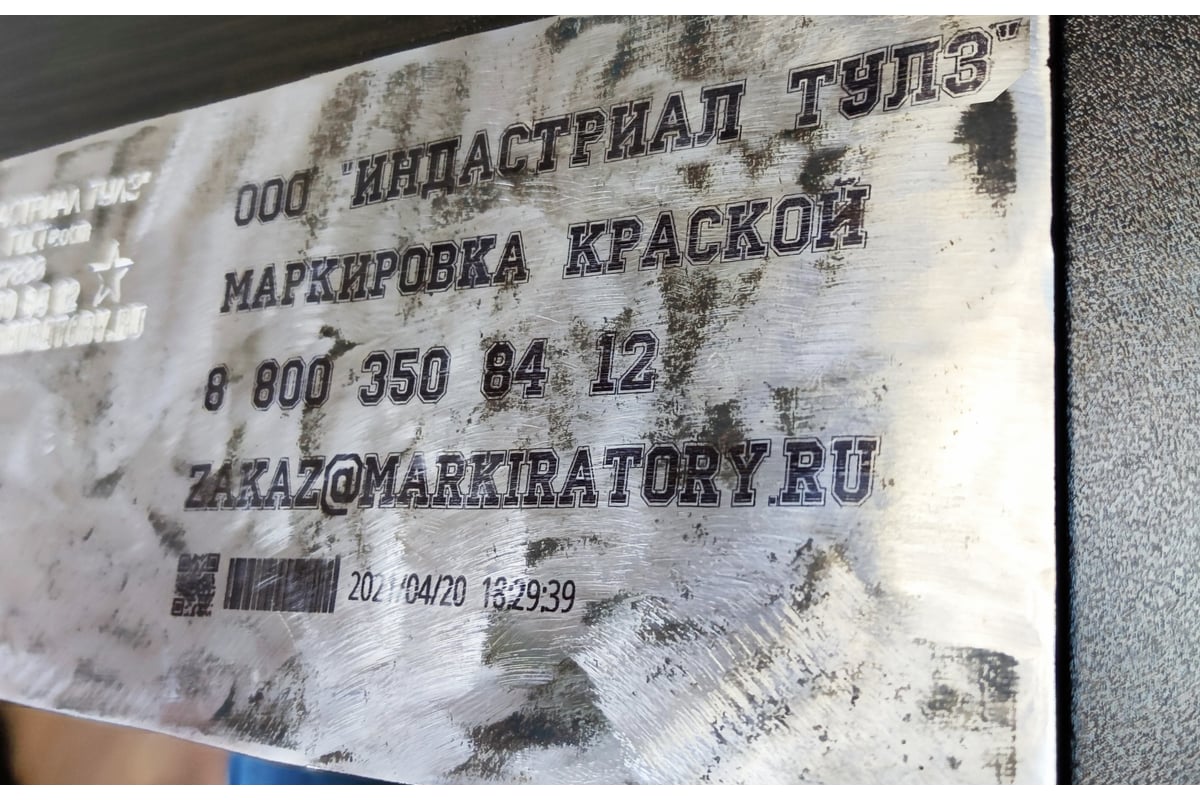 ООО "ИНДАСТРИАЛ ТУЛЗ"
МАРКИРОВКА КРАСКОЙ
8 800 350 84 12
ZAKAZ@MARKIRATORY.RU
2021/04/20 18:29:39
ТУЛЗ"